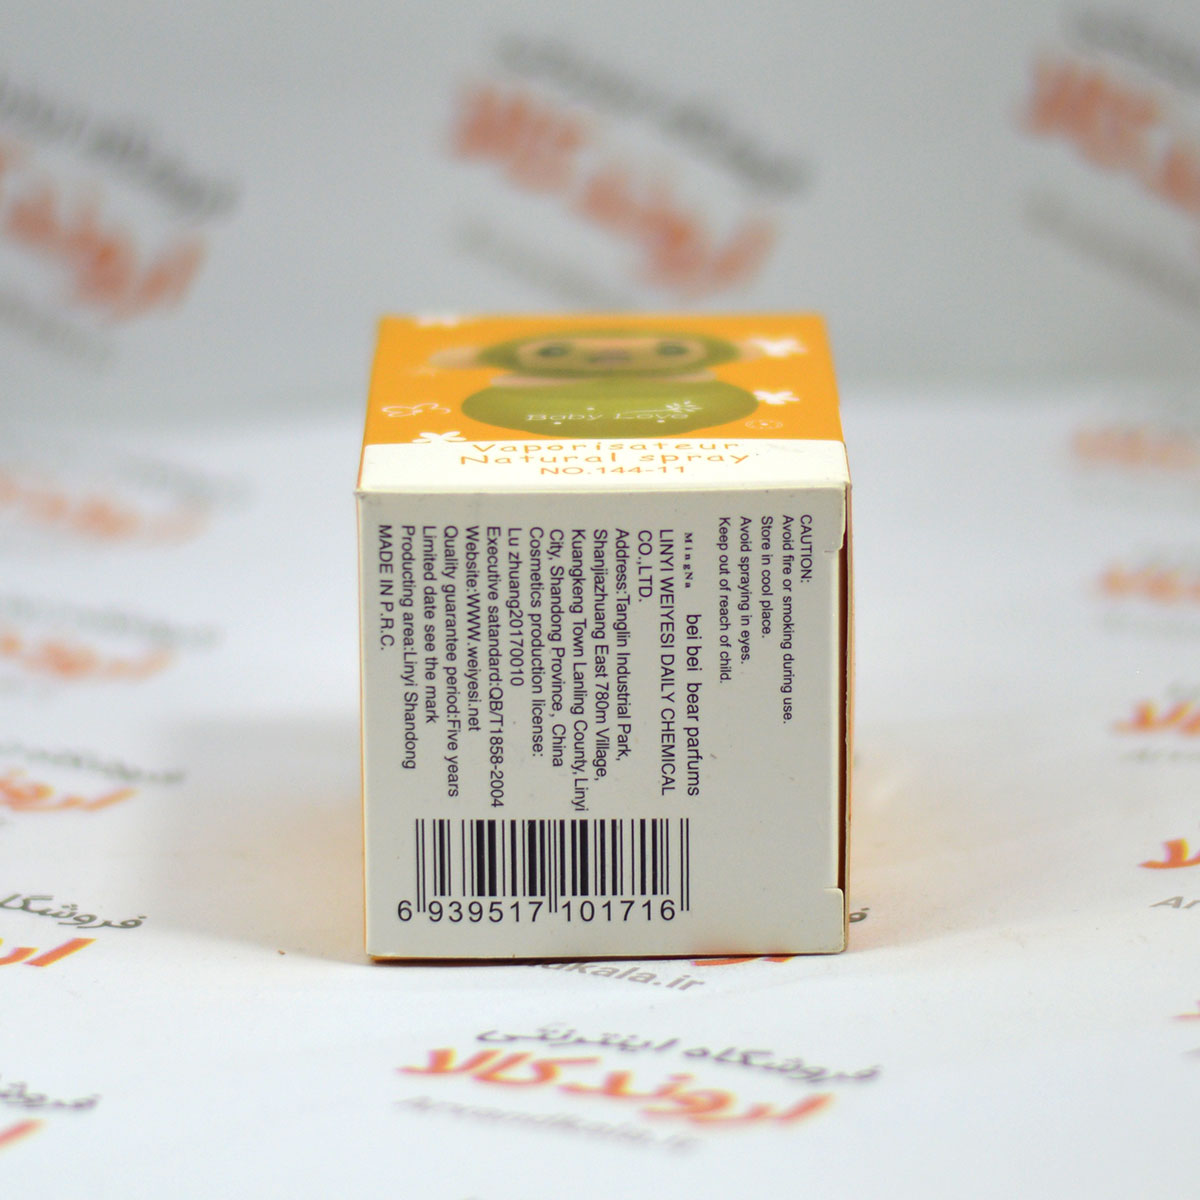 Baby Love
Vaporisateur
Natural spray
NO.144-11
CAUTION:
Avoid fire or smoking during use.
Store in cool place.
Avoid spraying in eyes.
Keep out of reach of child.
MingNa bei bei bear parfums
LINYI WEIYESI DAILY CHEMICAL
CO.,LTD.
Address:Tanglin Industrial Park,
Shanjiazhuang East 780m Village,
Kuangkeng Town Lanling County, Linyi
City, Shandong Province, China
Cosmetics production license:
Lu zhuang20170010
Executive satandard:QB/T1858-2004
Website:WWW.weiyesi.net
Quality guarantee period:Five years
Limited date see the mark
Producting area:Linyi Shandong
MADE IN P.R.C.
6 939517 101716
فروشگاه اینترنتی
اروند کالا
Arvandkala.ir